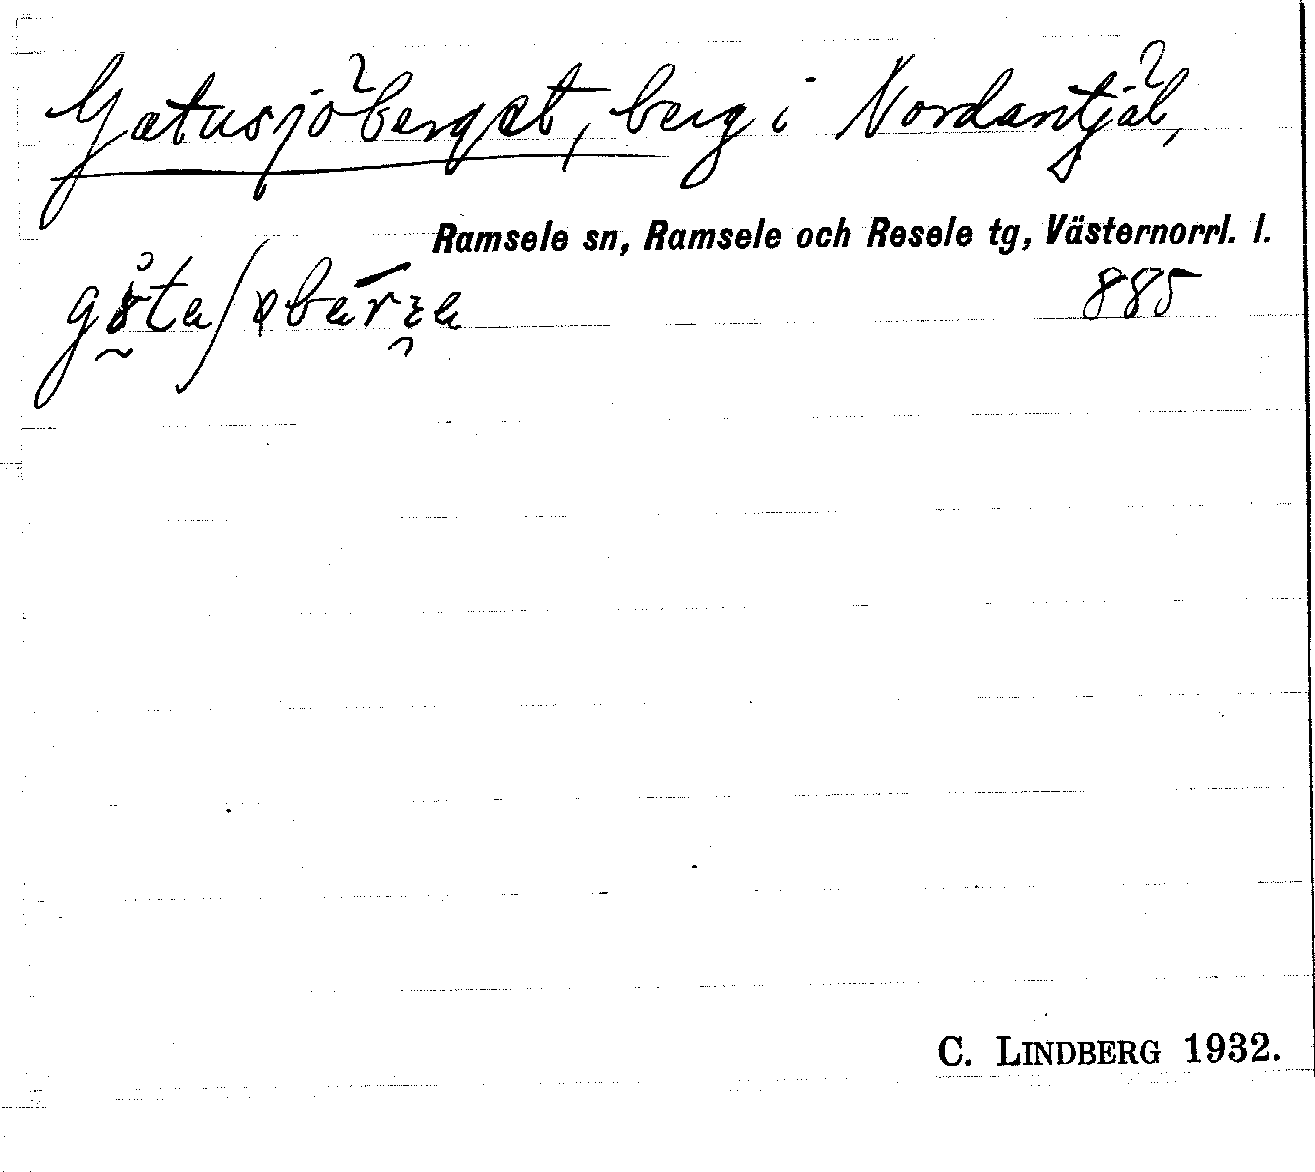 Gatusjöberget, berg i Nordantjäl,
Ramsele sn, Ramsele och Resele tg, Västernorrl. l.
885
C. LINDBERG 1932.